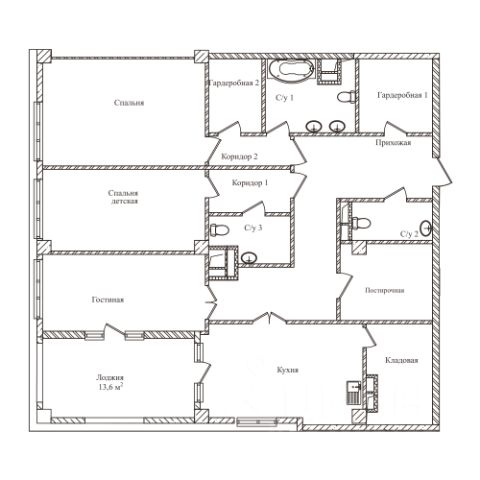 Гардеробная 2
С/у 1
Гардеробная 1
Спальня
Прихожая
Коридор 2
Коридор 1
Спальня
детская
С/у 3
С/у 2
Гостиная
Постирочная
Лоджия
13,6 м²
Кухня
Кладовая